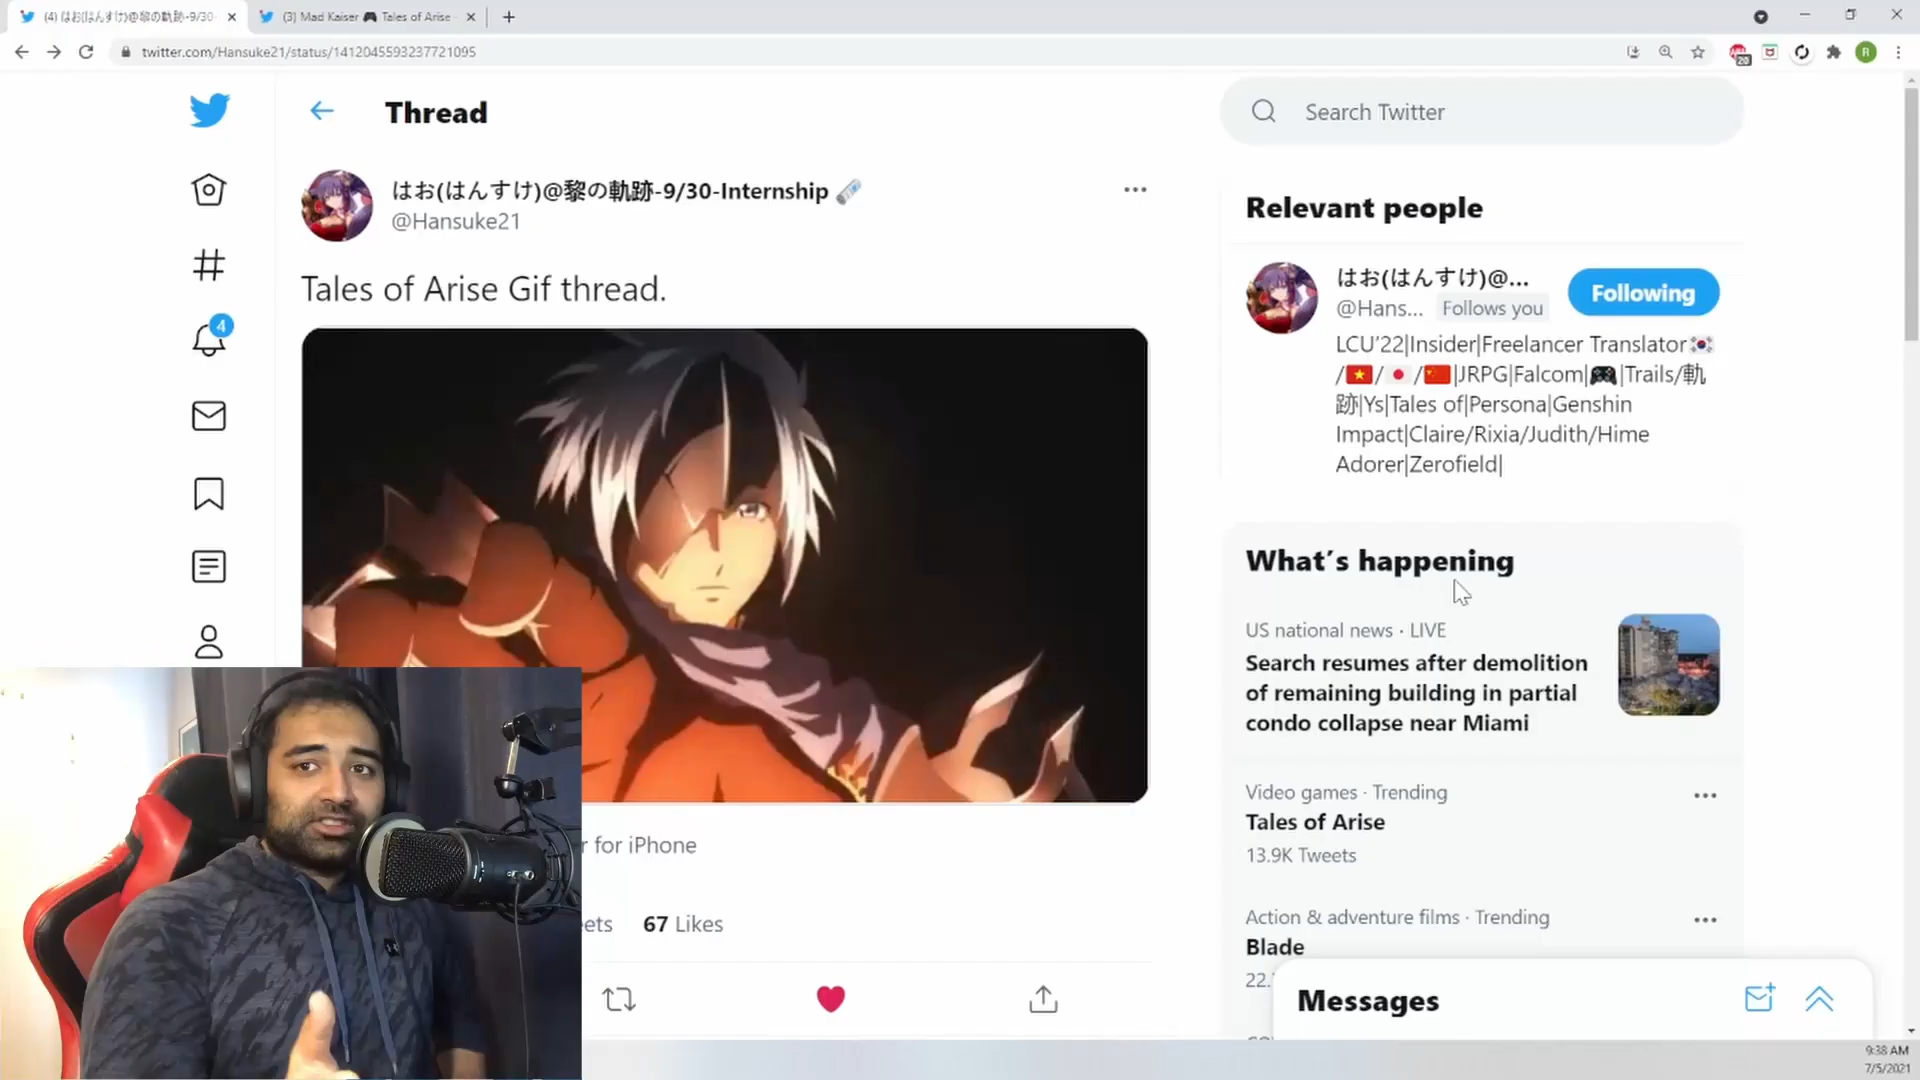 (4) はお(はんすけ)@黎の軌跡-9/30-
(3) Mad Kaiser 🎮 Tales of Arise
twitter.com/Hansuke21/status/1412045593237721095
20
R
Thread
Search Twitter
はお(はんすけ)@黎の軌跡-9/30-Internship
@Hansuke21
Tales of Arise Gif thread.
4
Relevant people
はお(はんすけ)@...
@Hans... Follows you
Following
LCU'22|Insider|Freelancer Translator🇰🇷
/🇻🇳/🇯🇵/🇨🇳|JRPG|Falcom|🎮|Trails/軌
跡|Ys|Tales of|Persona|Genshin
Impact|Claire/Rixia/Judith/Hime
Adorer|Zerofield|
What's happening
US national news · LIVE
Search resumes after demolition
of remaining building in partial
condo collapse near Miami
Video games · Trending
Tales of Arise
13.9K Tweets
Action & adventure films · Trending
Blade
22.
r for iPhone
eets 67 Likes
Messages
9:38 AM
7/5/2021